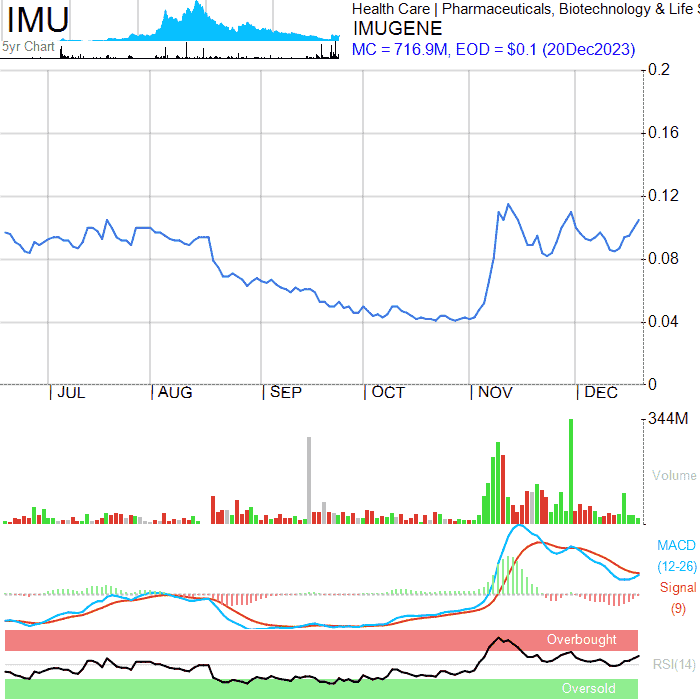 IMU
5yr Chart
Health Care | Pharmaceuticals, Biotechnology & Life S
IMUGENE
MC = 716.9M, EOD = $0.1 (20Dec2023)
0.2
0.16
0.12
0.08
0.04
0
JUL AUG SEP OCT NOV DEC
344M
Volume
MACD
(12-26)
Signal
(9)
Overbought
RSI(14)
Oversold